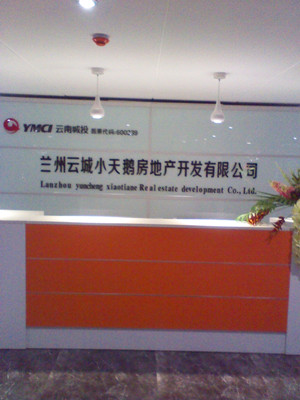 YMCI 云南城投 股票代码:600239
兰州云城小天鹅房地产开发有限公司
Lanzhou yuncheng xiaotiane Real estate development Co., Ltd.